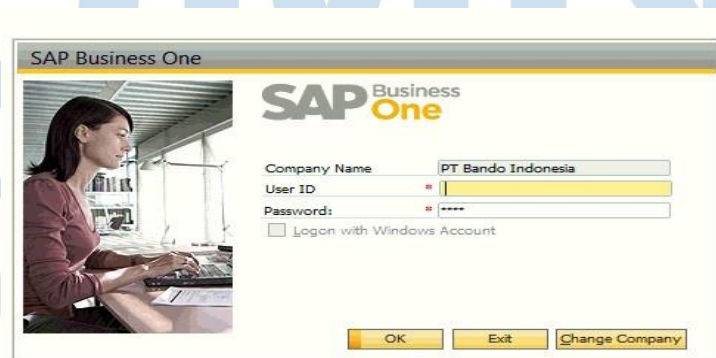 SAP Business One
SAP Business One
Company Name PT Bando Indonesia
User ID *
Password: * ****
Logon with Windows Account
OK Exit Change Company